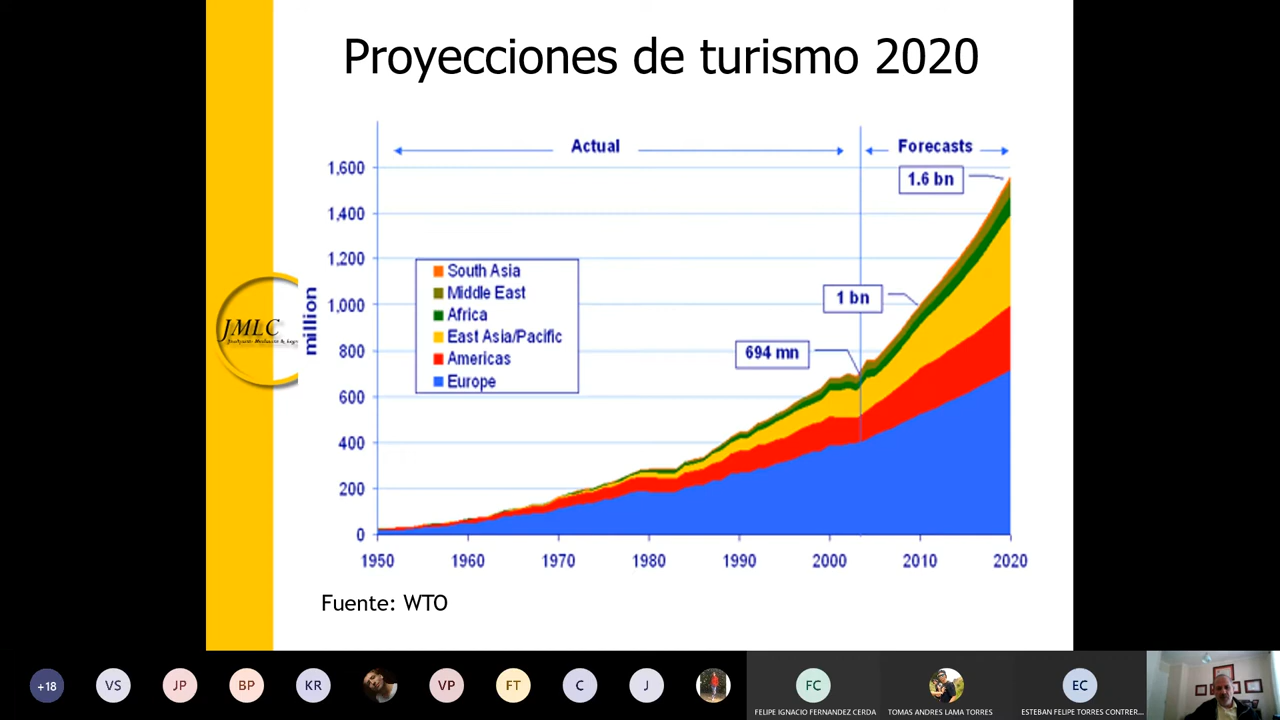 Proyecciones de turismo 2020
Actual
Forecasts
1,600
1,400
1,200
1,000
800
600
400
200
0
million
1.6 bn
1 bn
694 mn
South Asia
Middle East
Africa
East Asia/Pacific
Americas
Europe
1950 1960 1970 1980 1990 2000 2010 2020
JMLC
Fuente: WTO
+18 VS JP BP KR VP FT C J FC EC
FELIPE IGNACIO FERNANDEZ CERDA
TOMAS ANDRES LAMA TORRES
ESTEBAN FELIPE TORRES CONTRER...